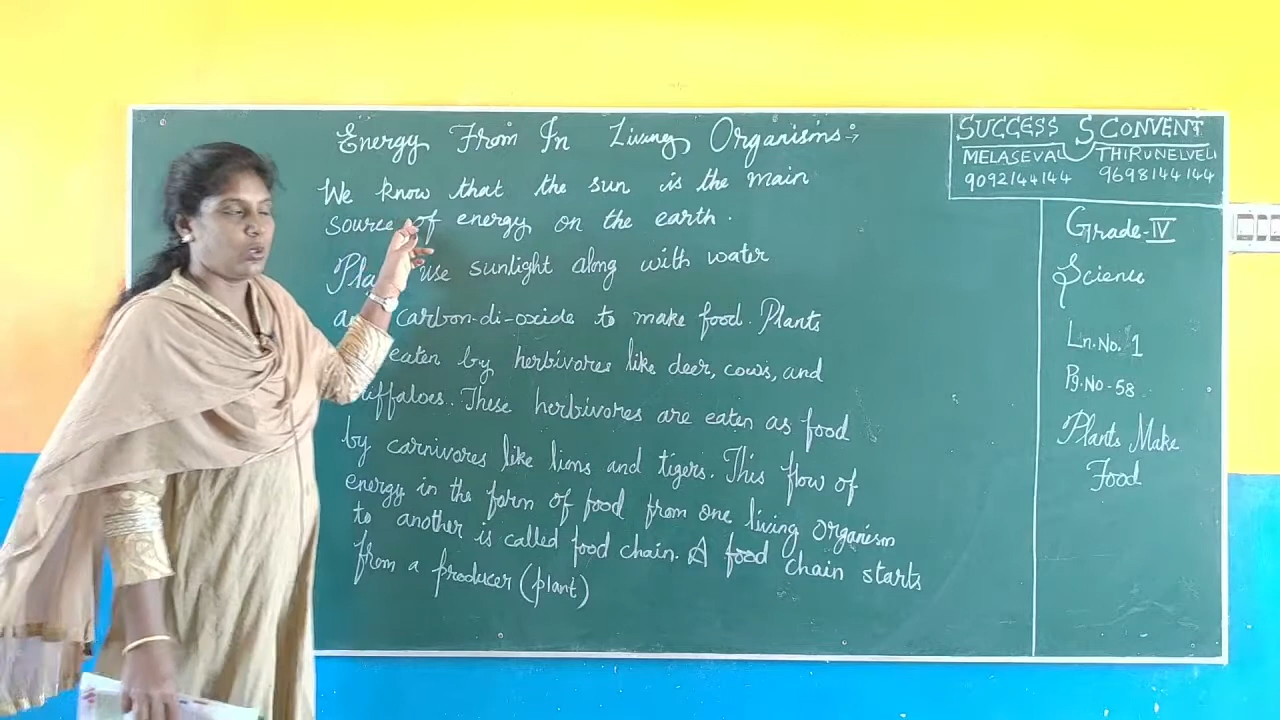 Energy From In Living Organisms:-
We know that the sun is the main
source of energy on the earth.
use sunlight along with water
carbon-di-oxide to make food. Plants
eaten by herbivores like deer, cows, and
These herbivores are eaten as food
by carnivores like lions and tigers. This flow of
energy in the form of food from one living organism
to another is called food chain. A food chain starts
from a producer (plant)
SUCCESS S CONVENT
MELASEVAL THIRUNELVELI
9092144144 9698144144
Grade-IV
Science
Ln.No. 1
Pg.No-58.
Plants Make
Food